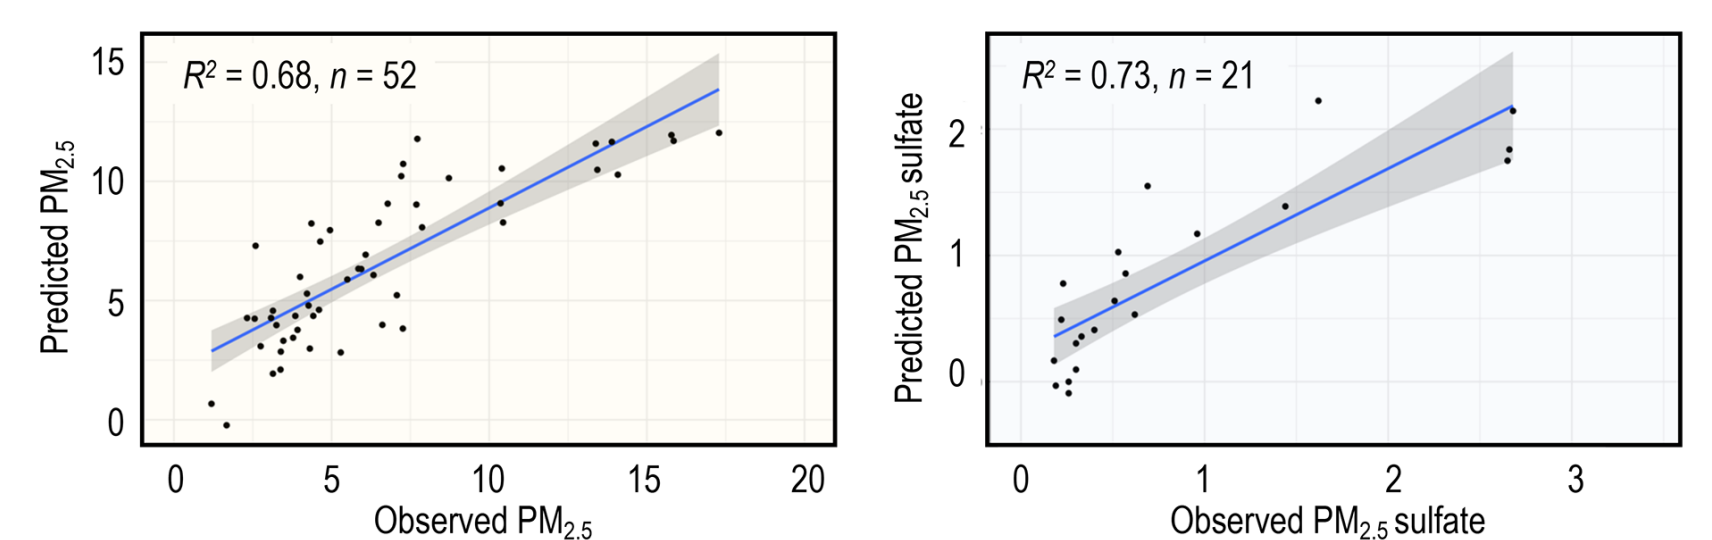 R² = 0.68, n = 52
Predicted PM₂.₅
15
10
5
0
0 5 10 15 20
Observed PM₂.₅
R² = 0.73, n = 21
Predicted PM₂.₅ sulfate
2
1
0
0 1 2 3
Observed PM₂.₅ sulfate